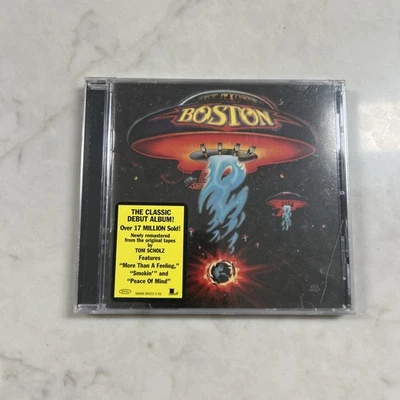 BOSTON
THE CLASSIC
DEBUT ALBUM!
Over 17 MILLION Sold!
Newly remastered
from the original tapes
by
TOM SCHOLZ
Features
"More Than A Feeling,"
"Smokin'" and
"Peace Of Mind"